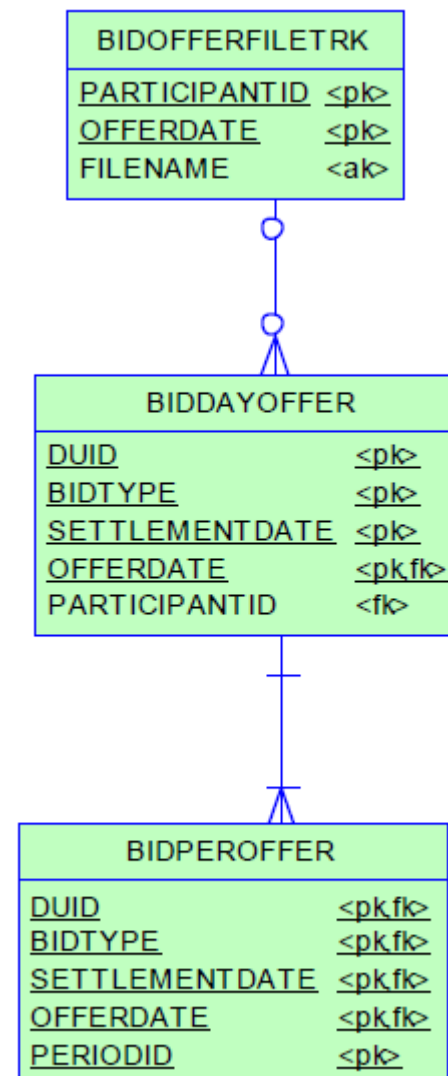 BIDOFFERFILETRK
PARTICIPANTID <pk>
OFFERDATE <pk>
FILENAME <ak>
BIDDAYOFFER
DUID <pk>
BIDTYPE <pk>
SETTLEMENTDATE <pk>
OFFERDATE <pk,fk>
PARTICIPANTID <fk>
BIDPEROFFER
DUID <pk,fk>
BIDTYPE <pk,fk>
SETTLEMENTDATE <pk,fk>
OFFERDATE <pk,fk>
PERIODID <pk>